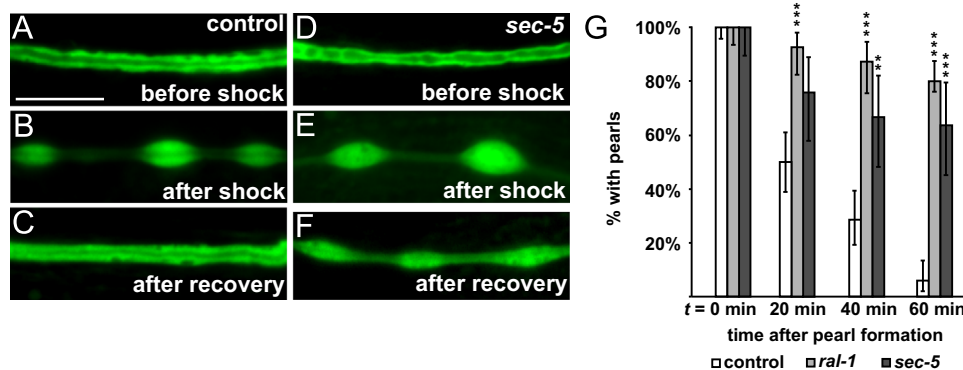 A
control
before shock
B
after shock
C
after recovery
D
sec-5
before shock
E
after shock
F
after recovery
G
% with pearls
100%
80%
60%
40%
20%
***
***
**
***
***
t = 0 min 20 min 40 min 60 min
time after pearl formation
control ral-1 sec-5